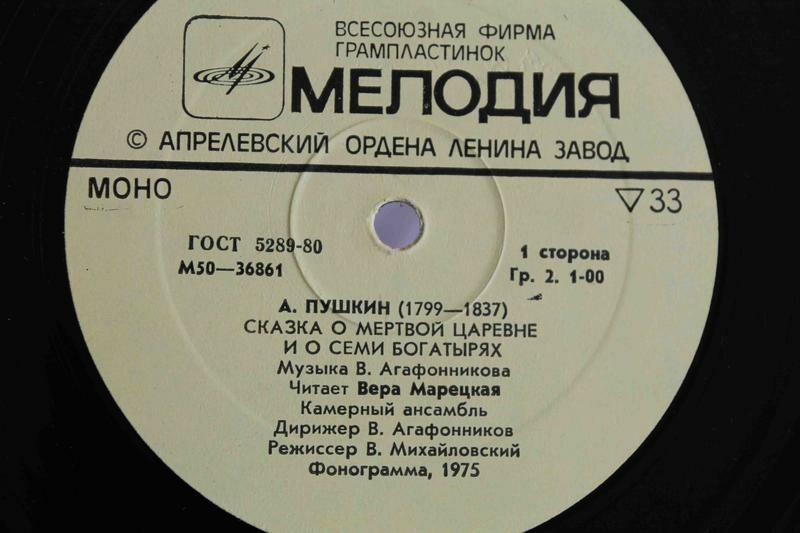 ВСЕСОЮЗНАЯ ФИРМА
ГРАМПЛАСТИНОК
МЕЛОДИЯ
© АПРЕЛЕВСКИЙ ОРДЕНА ЛЕНИНА ЗАВОД
МОНО
▽33
ГОСТ 5289-80
М50—36861
1 сторона
Гр. 2. 1-00
А. ПУШКИН (1799—1837)
СКАЗКА О МЕРТВОЙ ЦАРЕВНЕ
И О СЕМИ БОГАТЫРЯХ
Музыка В. Агафонникова
Читает Вера Марецкая
Камерный ансамбль
Дирижер В. Агафонников
Режиссер В. Михайловский
Фонограмма, 1975